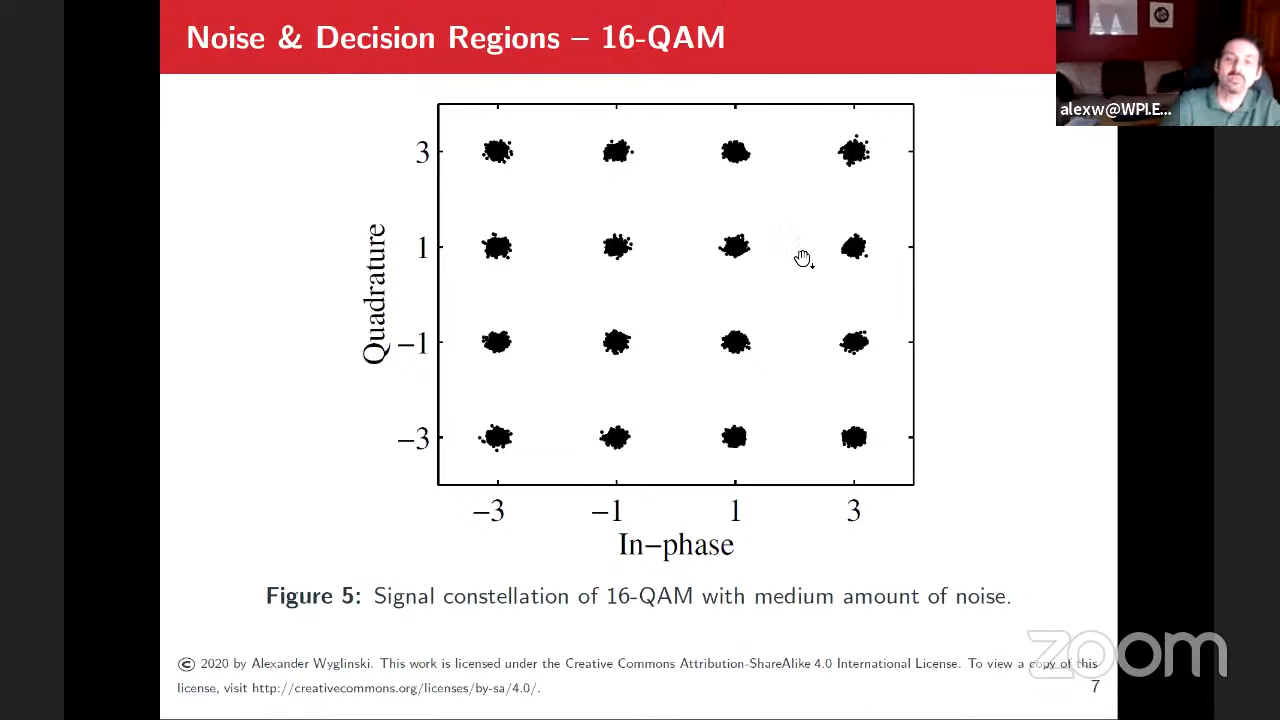 Noise & Decision Regions – 16-QAM
alexw@WPI.E...
3
1
−1
−3
Quadrature
−3 −1 1 3
In−phase
Figure 5: Signal constellation of 16-QAM with medium amount of noise.
© 2020 by Alexander Wyglinski. This work is licensed under the Creative Commons Attribution-ShareAlike 4.0 International License. To view a copy of this
license, visit http://creativecommons.org/licenses/by-sa/4.0/.
7
zoom